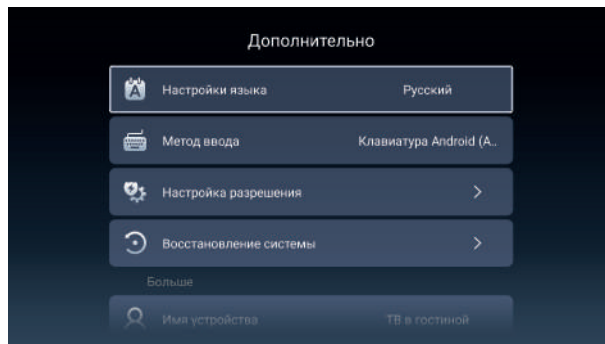 Дополнительно
Настройки языка Русский
Метод ввода Клавиатура Android (A..
Настройка разрешения
Восстановление системы
Больше
Имя устройства ТВ в гостиной